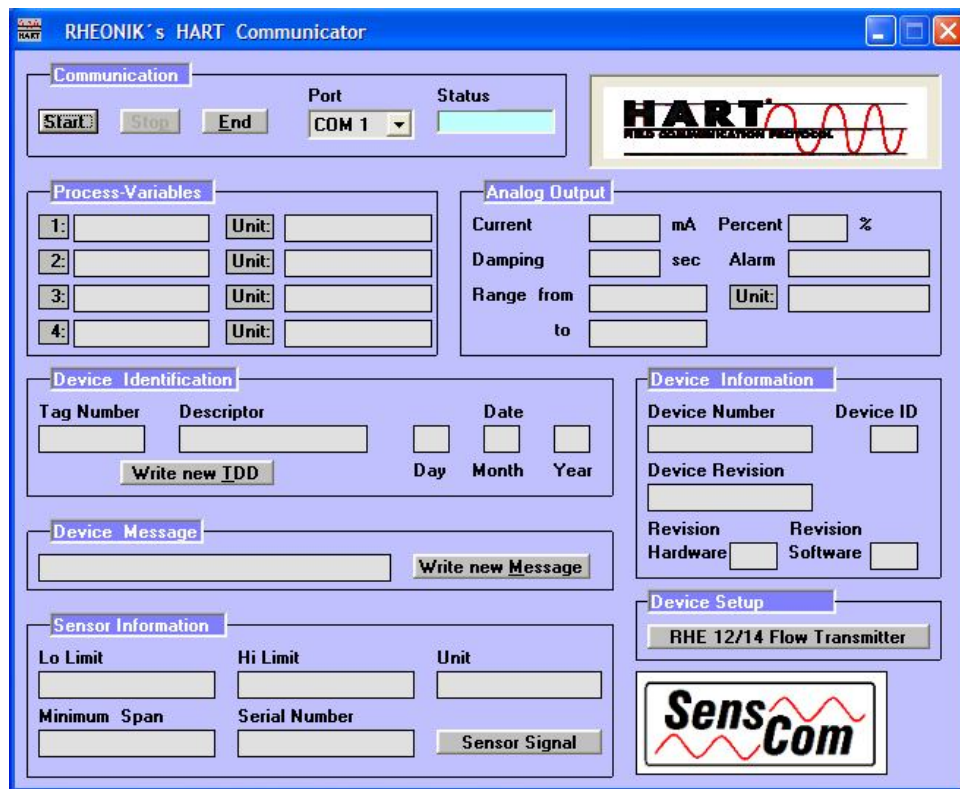 HART
RHEONIK´s HART Communicator
Communication
Start Stop End
Port
COM 1
Status
HART
FIELD COMMUNICATION PROTOCOL
Process-Variables
1: Unit:
2: Unit:
3: Unit:
4: Unit:
Analog Output
Current mA Percent %
Damping sec Alarm
Range from Unit:
to
Device Identification
Tag Number Descriptor Date
Write new TDD
Day Month Year
Device Information
Device Number Device ID
Device Revision
Revision Revision
Hardware Software
Device Message
Write new Message
Device Setup
RHE 12/14 Flow Transmitter
Sensor Information
Lo Limit Hi Limit Unit
Minimum Span Serial Number
Sensor Signal
SensCom